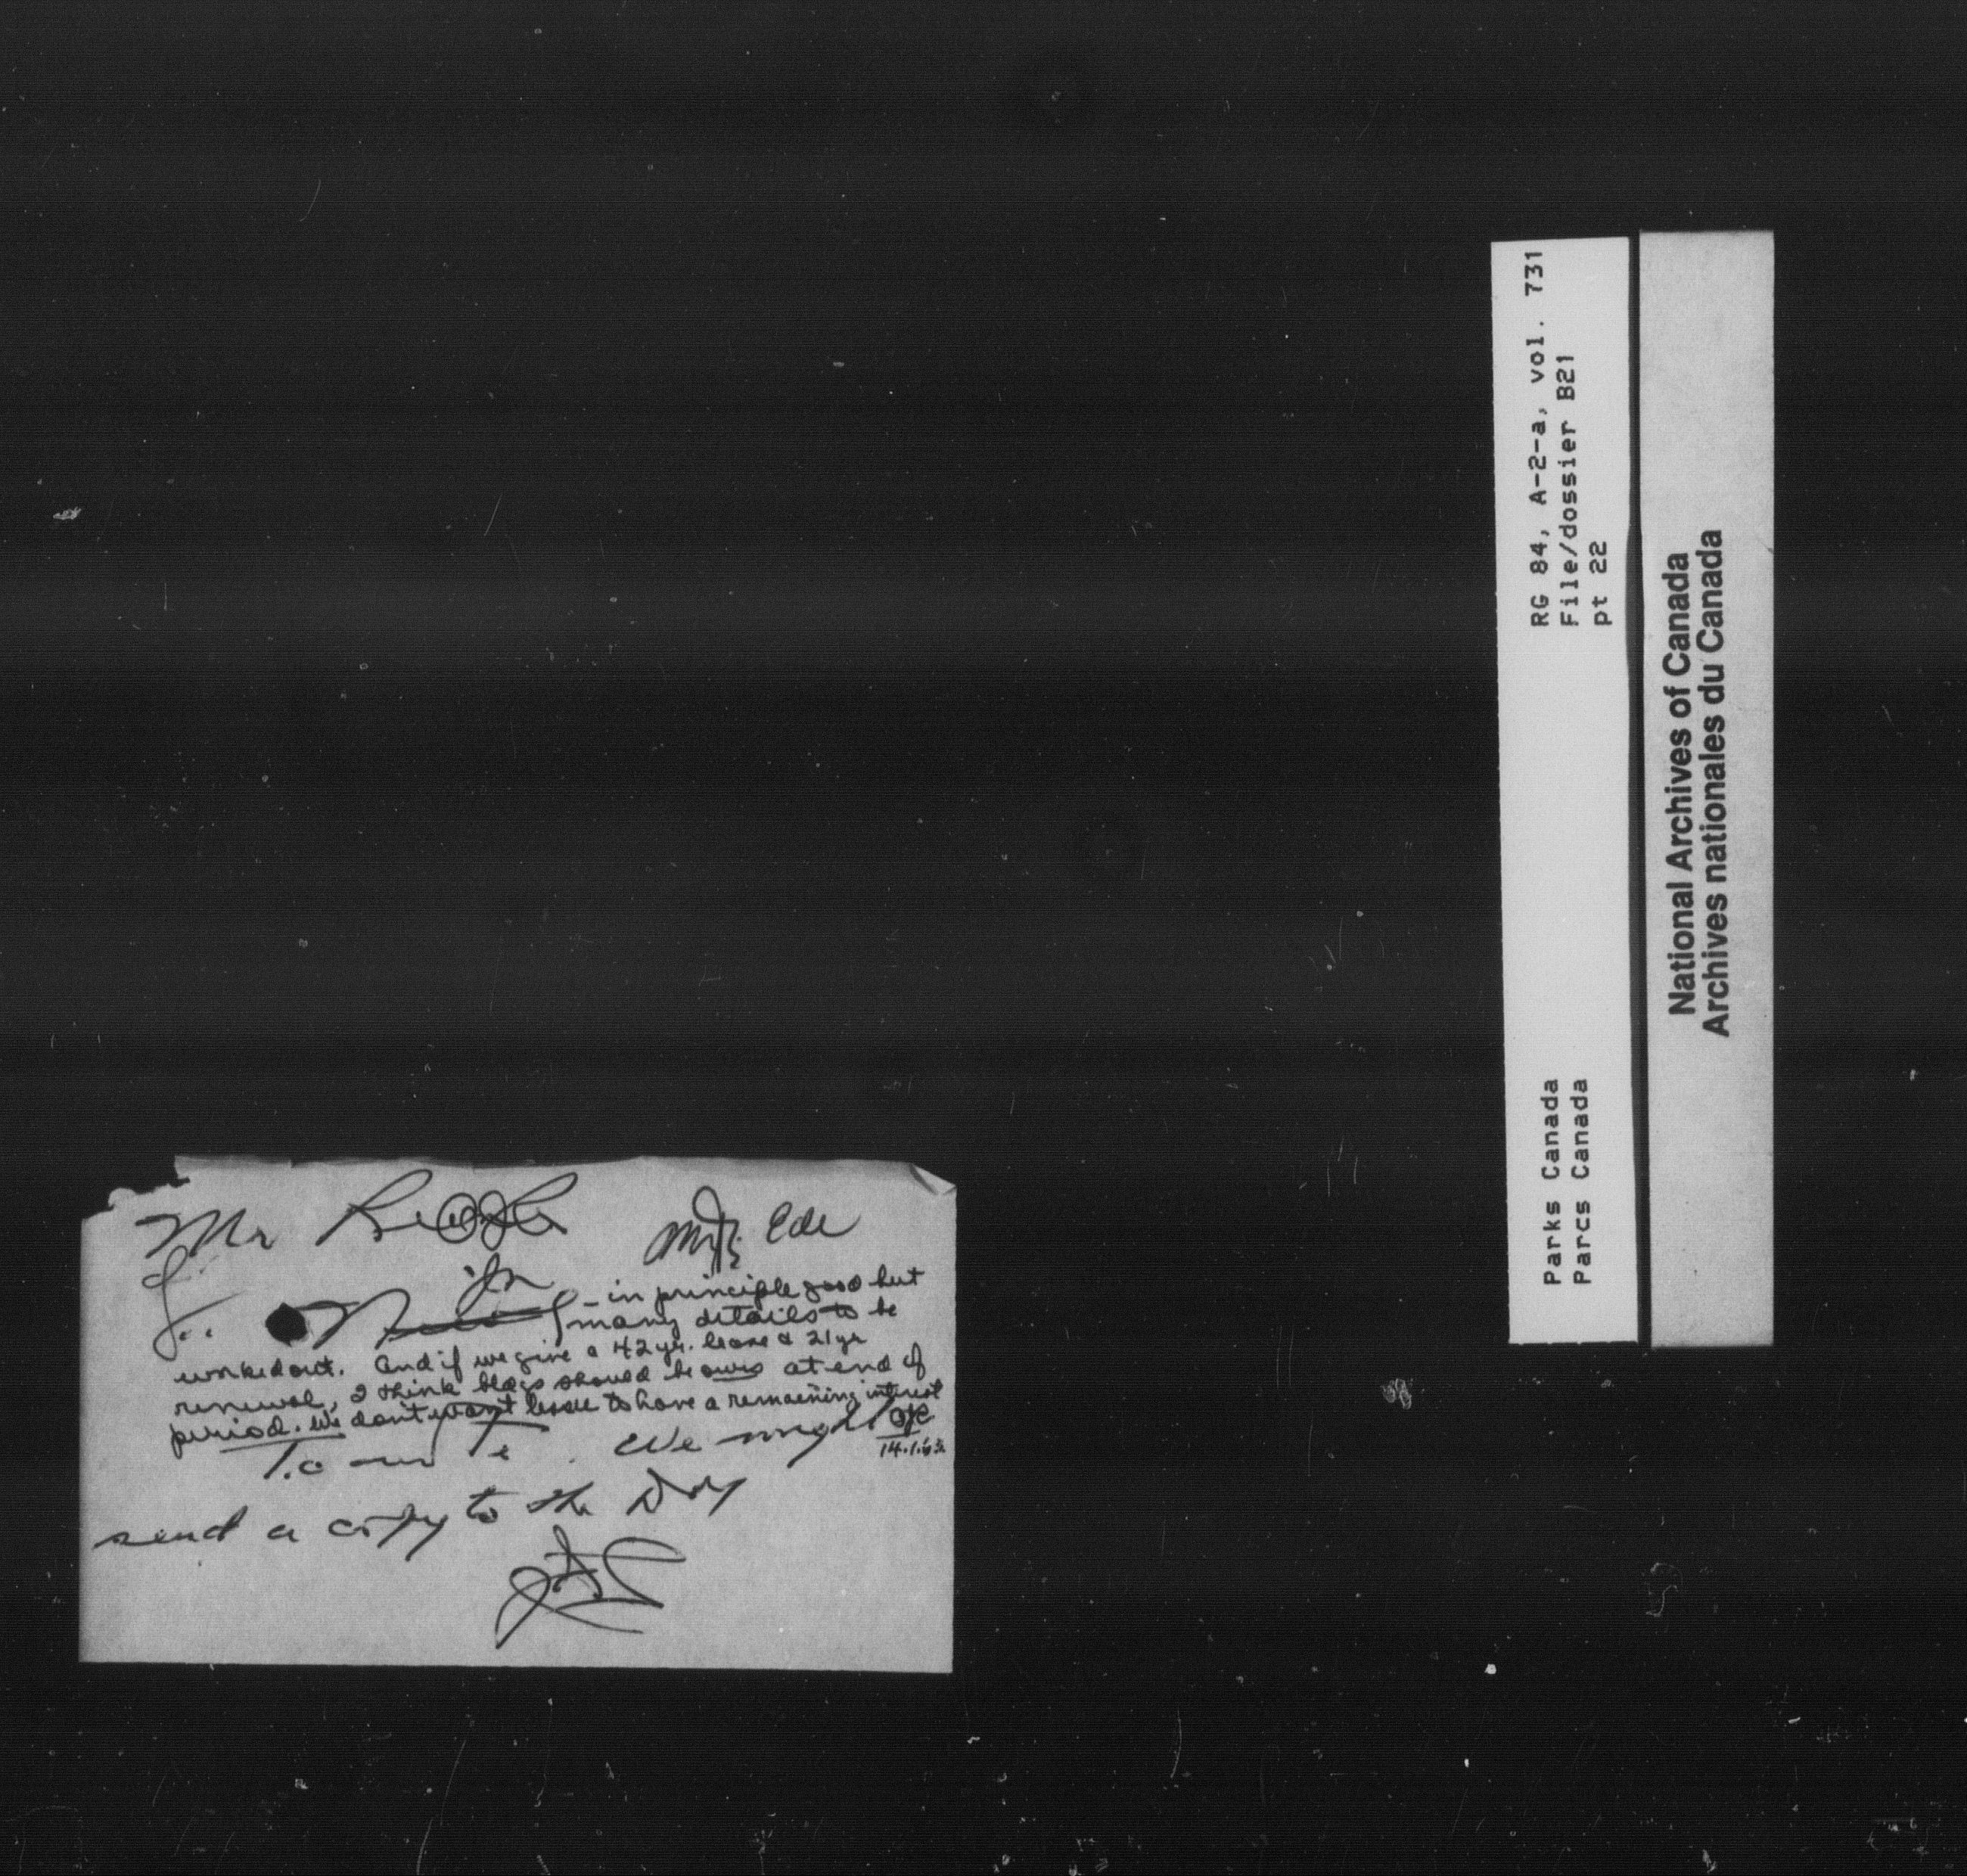 Mr
Mr. Ede
- in principle good but
many details to be
worked out. And if we give a 42 yr. lease & 21 yr
renewal, I think bldgs should be ours at end of
period. We don't want lessee to have a remaining interest
14.1.63
To We might
send a copy to the
RG 84, A-2-a, vol. 731
File/dossier B21
pt 22
Parks Canada
Parcs Canada
National Archives of Canada
Archives nationales du Canada